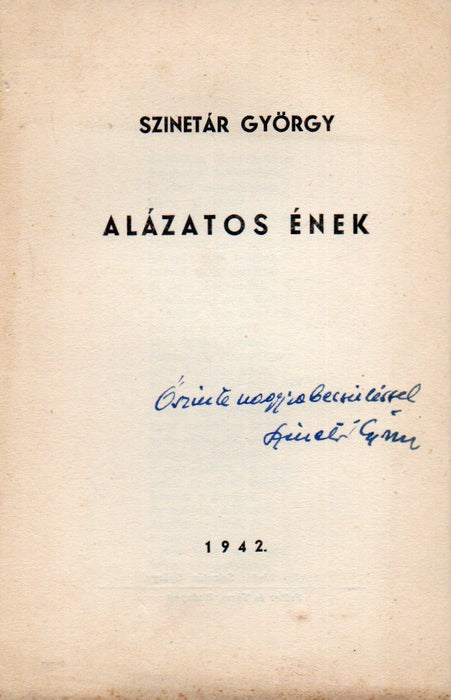 SZINETÁR GYÖRGY
ALÁZATOS ÉNEK
Őszinte nagyrabecsüléssel
Szinetár György
1942.